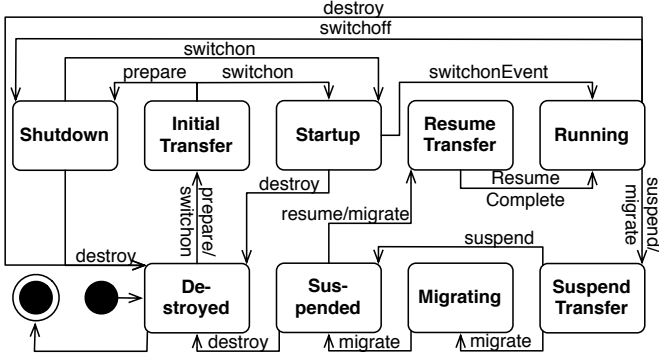 destroy
switchoff
switchon
prepare
switchon
switchonEvent
Shutdown
Initial
Transfer
Startup
Resume
Transfer
Running
prepare/
switchon
destroy
resume/migrate
Resume
Complete
suspend/
migrate
destroy
suspend
De-
stroyed
Sus-
pended
Migrating
Suspend
Transfer
destroy
migrate
migrate